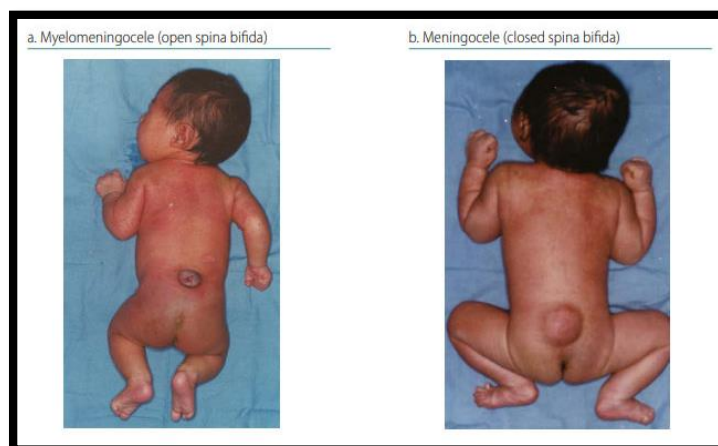 a. Myelomeningocele (open spina bifida)
b. Meningocele (closed spina bifida)